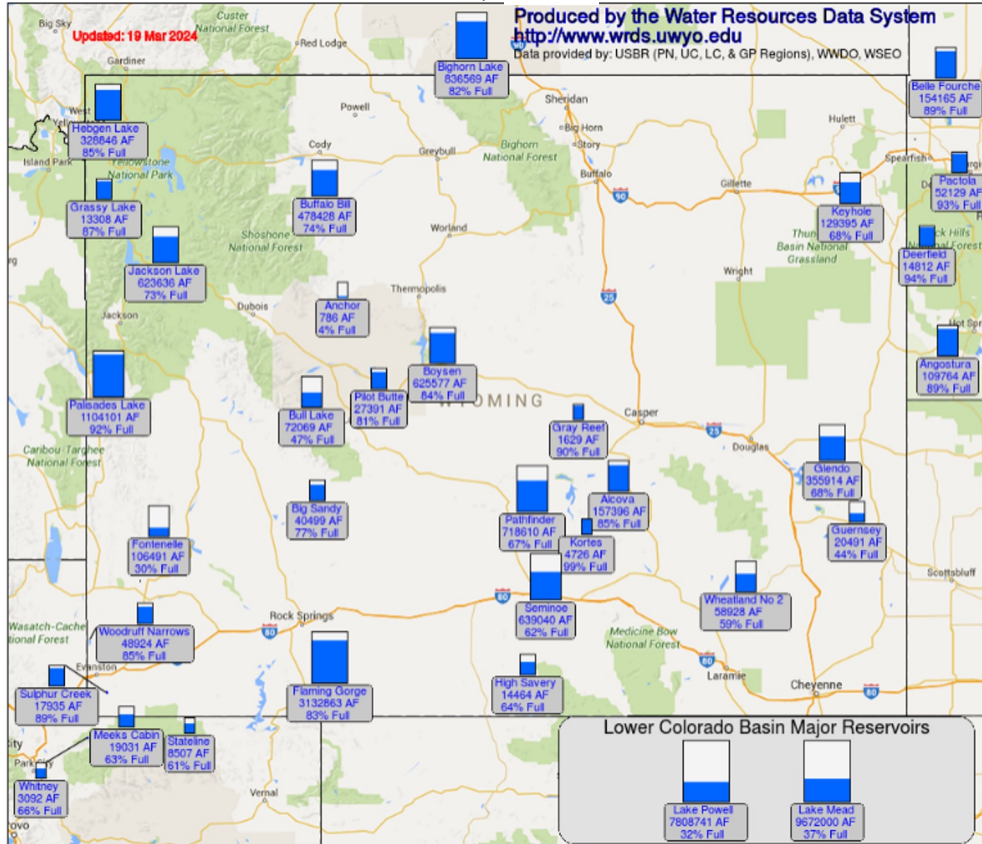 Updated: 19 Mar 2024
Produced by the Water Resources Data System
http://www.wrds.uwyo.edu
Data provided by: USBR (PN, UC, LC, & GP Regions), WWDO, WSEO
Big Sky
Custer
National Forest
Red Lodge
Gardiner
Bighorn Lake
836569 AF
82% Full
90
Belle Fourche
154165 AF
89% Full
West
Hebgen Lake
328846 AF
85% Full
Island Park
Yellowstone
National Park
Powell
Cody
Greybull
Sheridan
Big Horn
Story
Bighorn
National Forest
Buffalo
Hulett
Spearfish
Gillette
90
Pactola
52129 AF
93% Full
Grassy Lake
13308 AF
87% Full
Buffalo Bill
478428 AF
74% Full
Keyhole
129395 AF
68% Full
Shoshone
National Forest
Worland
Basin National
Grassland
Deerfield
14812 AF
94% Full
Jackson Lake
623636 AF
73% Full
Wright
Thermopolis
25
Anchor
786 AF
4% Full
Dubois
Jackson
Boysen
625577 AF
84% Full
Angostura
109764 AF
89% Full
Palisades Lake
1104101 AF
92% Full
Pilot Butte
27391 AF
81% Full
Bull Lake
72069 AF
47% Full
WYOMING
Gray Reef
1629 AF
90% Full
Casper
25
Douglas
Caribou-Targhee
National Forest
Glendo
355914 AF
68% Full
Big Sandy
40499 AF
77% Full
Pathfinder
718610 AF
67% Full
Alcova
157396 AF
85% Full
Kortes
4726 AF
99% Full
Guernsey
20491 AF
44% Full
Fontenelle
106491 AF
30% Full
Scottsbluff
Seminoe
639040 AF
62% Full
80
Wheatland No 2
58928 AF
59% Full
Wasatch-Cache
National Forest
Woodruff Narrows
48924 AF
85% Full
Rock Springs
80
Medicine Bow
National Forest
Evanston
Sulphur Creek
17935 AF
89% Full
Flaming Gorge
3132863 AF
83% Full
High Savery
14464 AF
64% Full
80
Laramie
Cheyenne
80
Meeks Cabin
19031 AF
63% Full
Stateline
8507 AF
61% Full
Park City
Whitney
3092 AF
66% Full
Vernal
Lower Colorado Basin Major Reservoirs
Lake Powell
7808741 AF
32% Full
Lake Mead
9672000 AF
37% Full